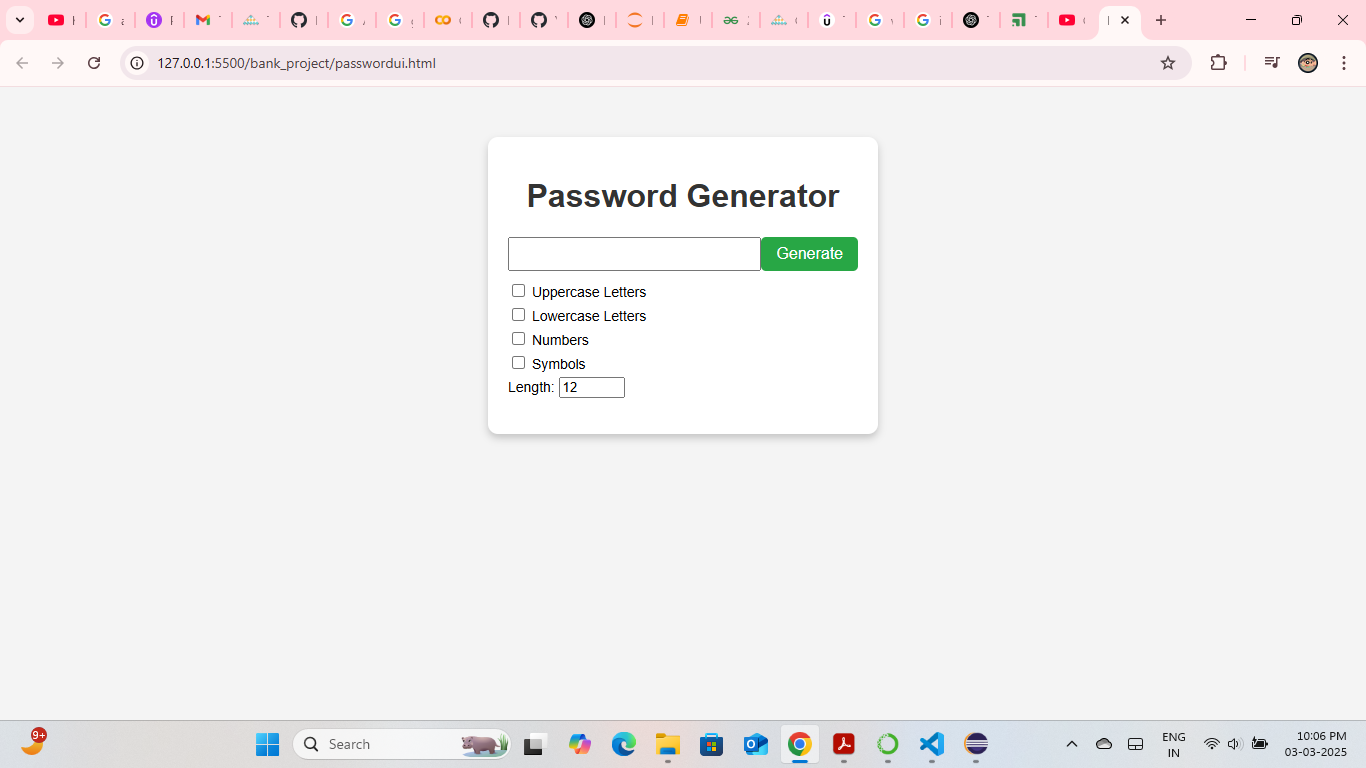 127.0.0.1:5500/bank_project/passwordui.html
Password Generator
Generate
Uppercase Letters
Lowercase Letters
Numbers
Symbols
Length: 12
9+
Search
ENG
IN
10:06 PM
03-03-2025